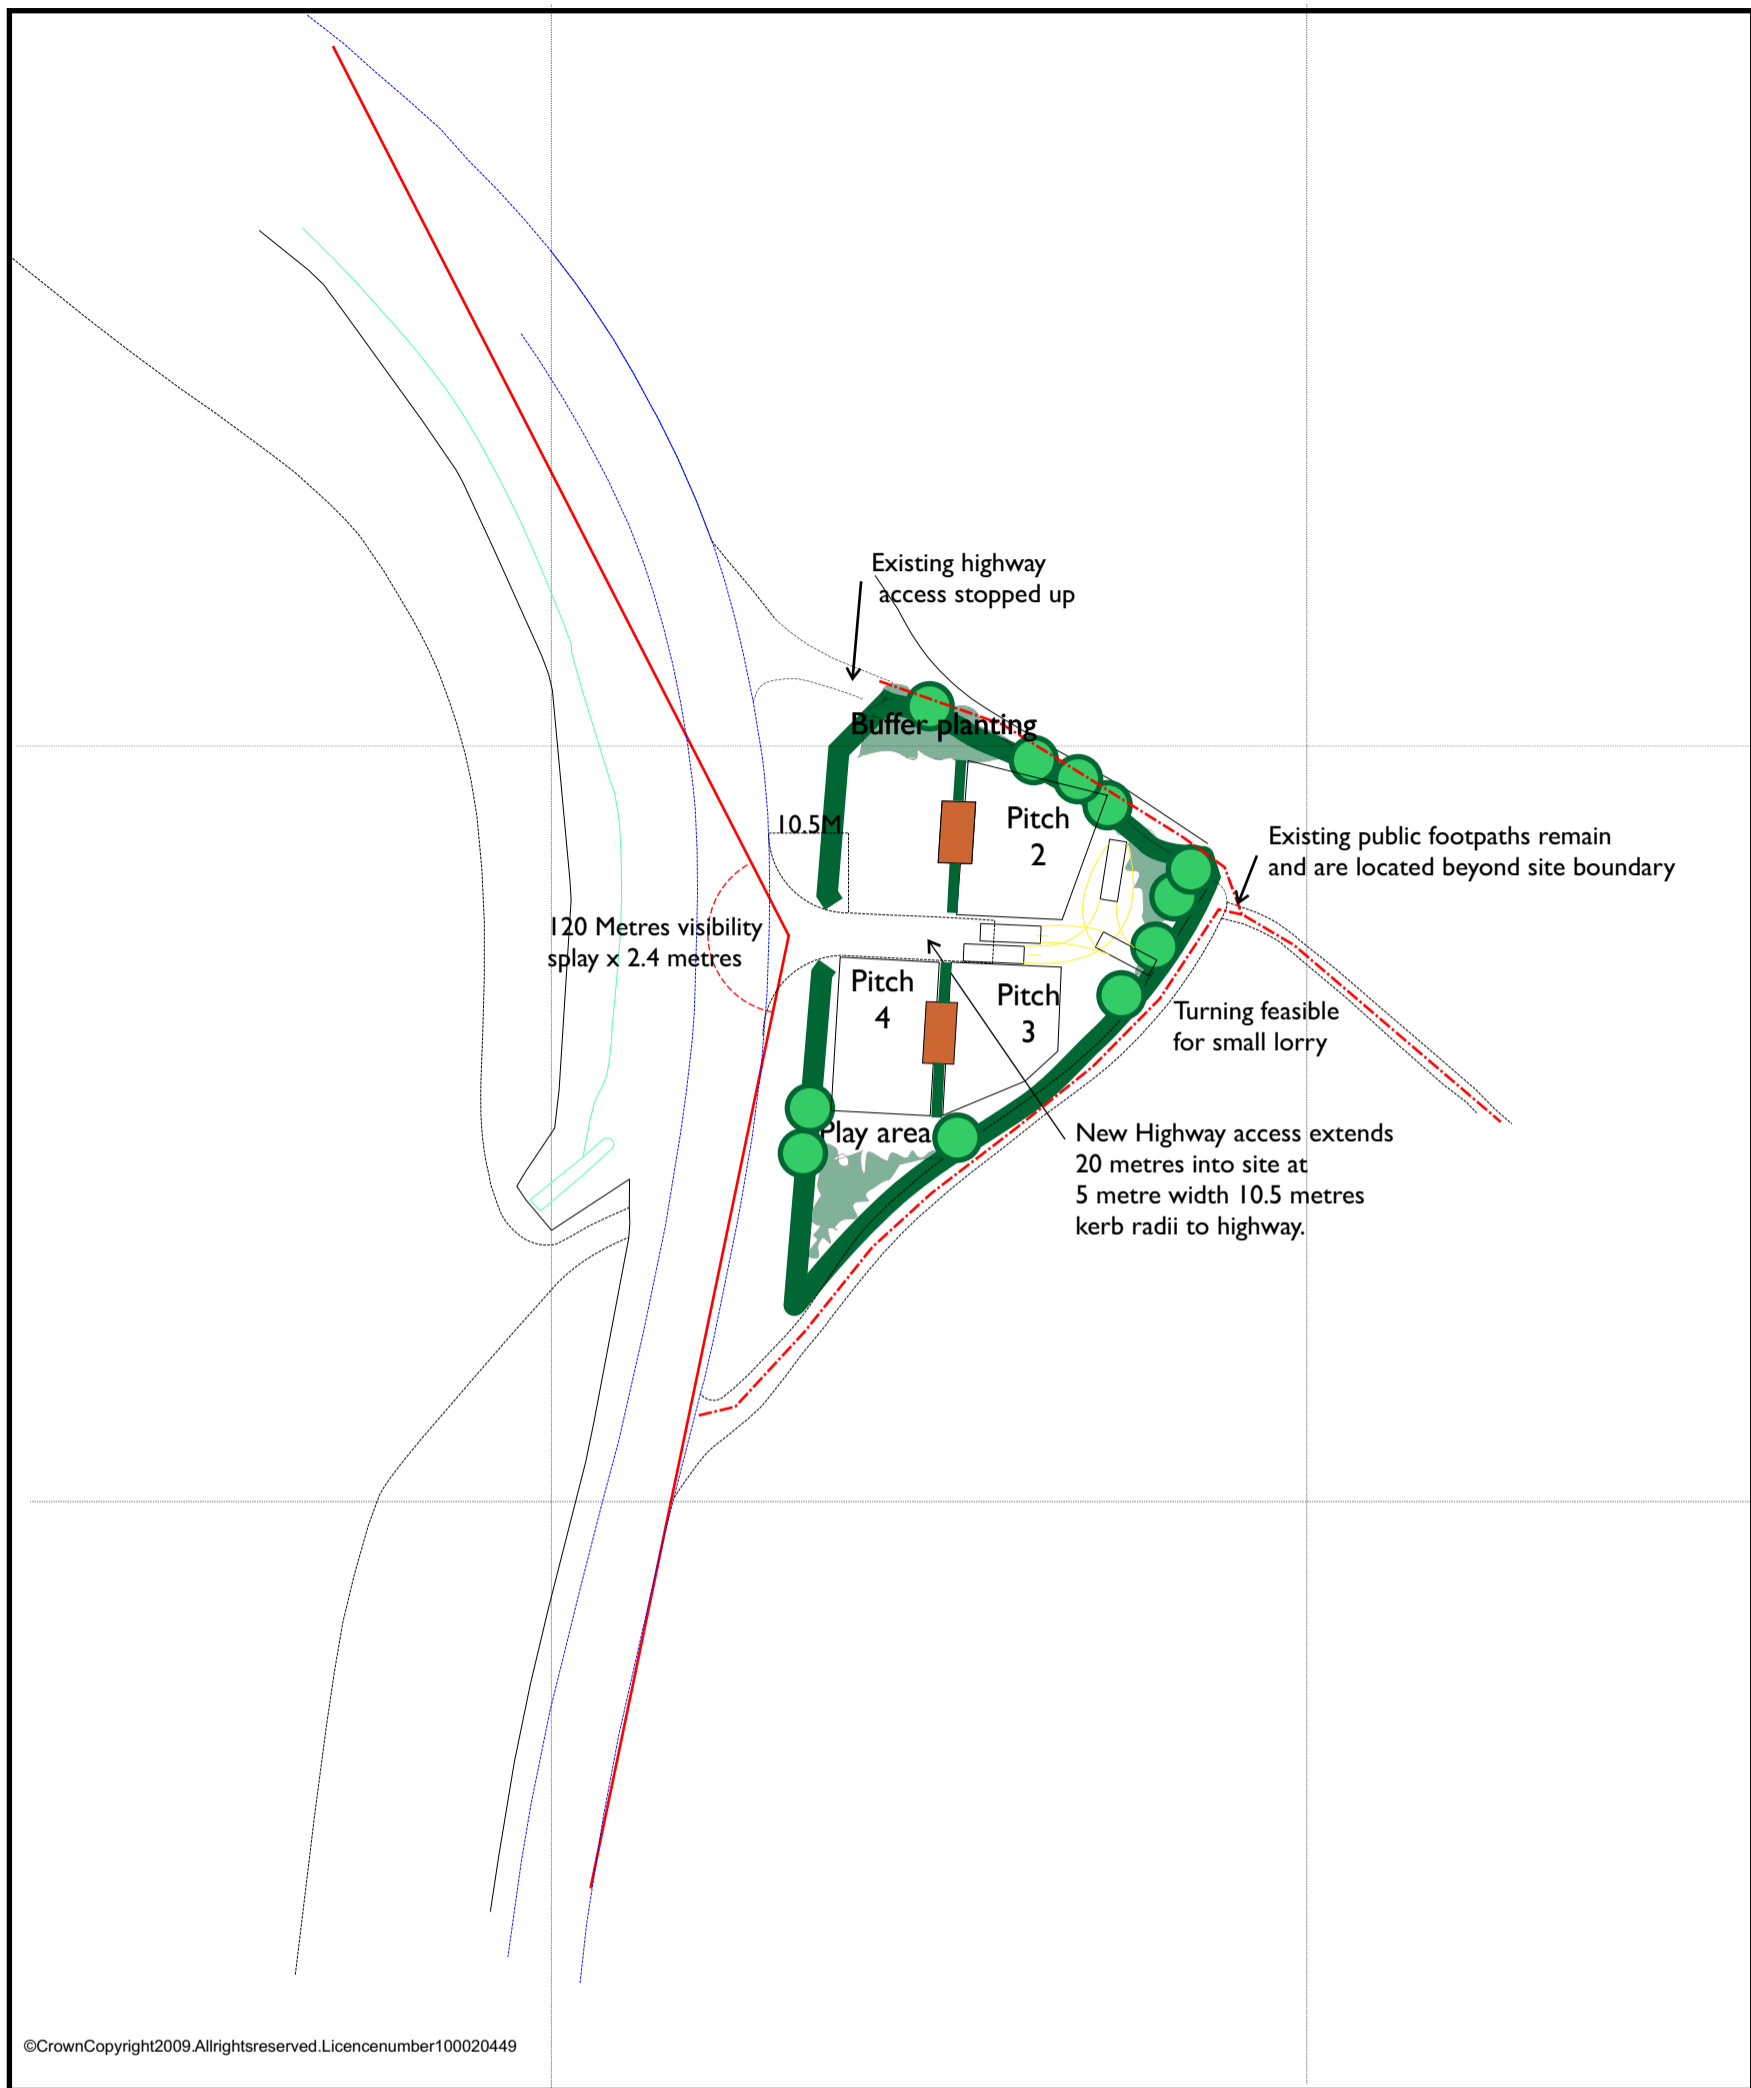 Existing highway
access stopped up
Buffer planting
10.5M
Pitch
2
Existing public footpaths remain
and are located beyond site boundary
120 Metres visibility
splay x 2.4 metres
Pitch
4
Pitch
3
Turning feasible
for small lorry
Play area
New Highway access extends
20 metres into site at
5 metre width 10.5 metres
kerb radii to highway.
©CrownCopyright2009.Allrightsreserved.Licencenumber100020449